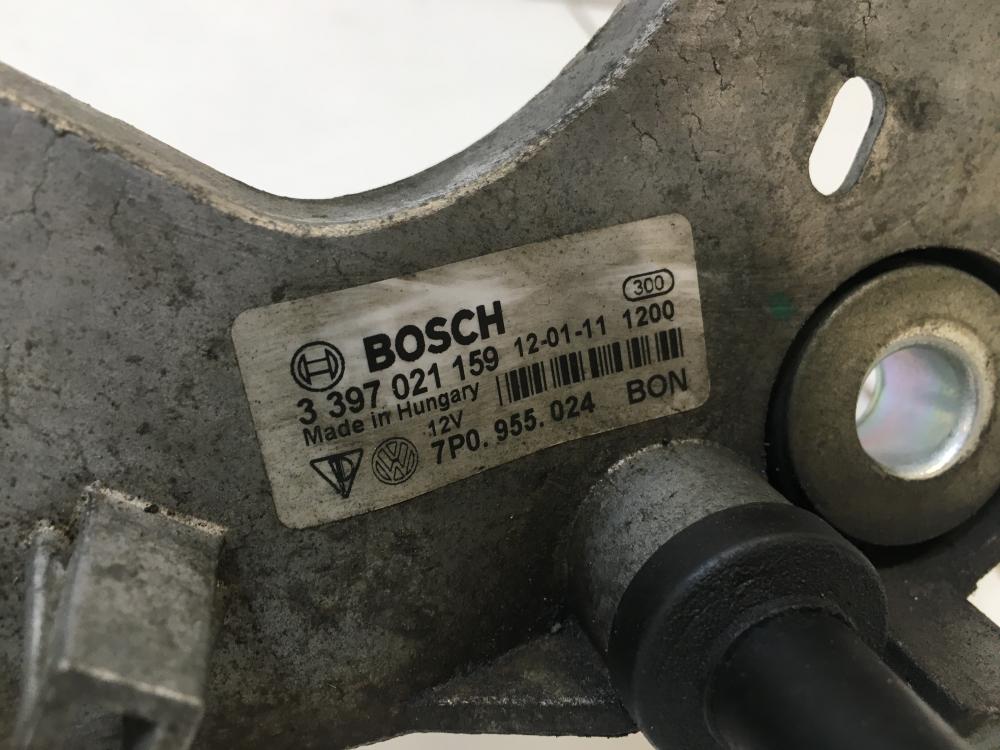 BOSCH
300
3 397 021 159 12-01-11 1200
Made in Hungary
12V
7P0. 955. 024 BON